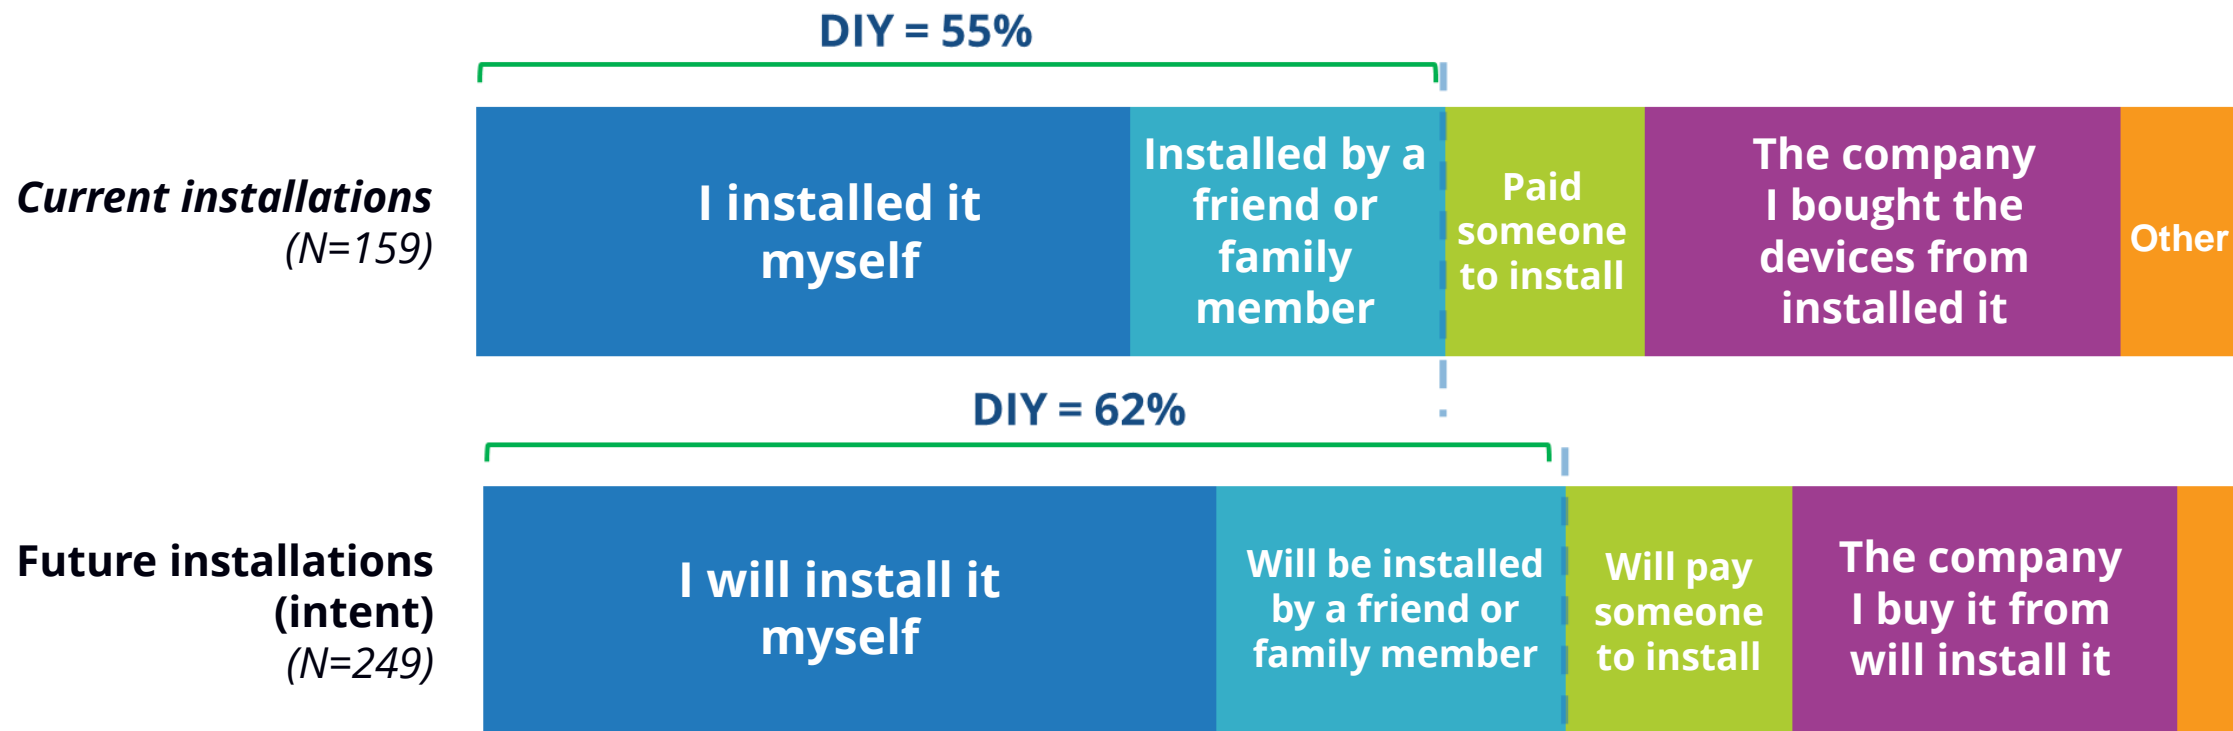 DIY = 55%
Current installations
(N=159)
I installed it
myself
Installed by a
friend or
family
member
Paid
someone
to install
The company
I bought the
devices from
installed it
Other
DIY = 62%
Future installations
(intent)
(N=249)
I will install it
myself
Will be installed
by a friend or
family member
Will pay
someone
to install
The company
I buy it from
will install it